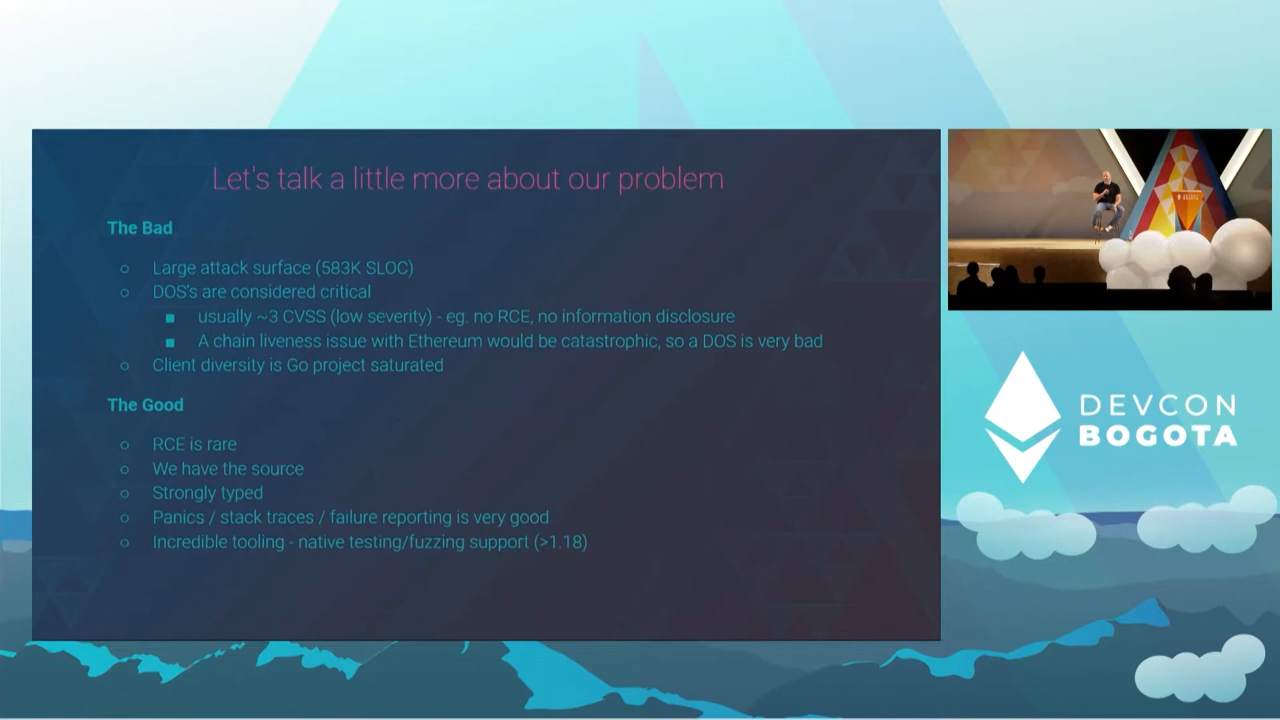 Let's talk a little more about our problem
The Bad
Large attack surface (583K SLOC)
DOS's are considered critical
usually ~3 CVSS (low severity) - eg. no RCE, no information disclosure
A chain liveness issue with Ethereum would be catastrophic, so a DOS is very bad
Client diversity is Go project saturated
The Good
RCE is rare
We have the source
Strongly typed
Panics / stack traces / failure reporting is very good
Incredible tooling - native testing/fuzzing support (>1.18)
DEVCON
BOGOTA